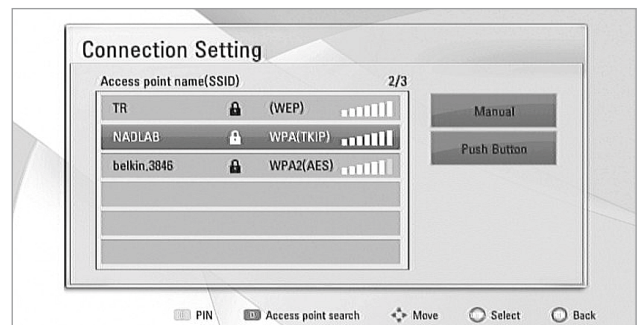 Connection Setting
Access point name(SSID) 2/3
TR (WEP)
NADLAB WPA(TKIP)
belkin.3846 WPA2(AES)
Manual
Push Button
PIN Access point search Move Select Back